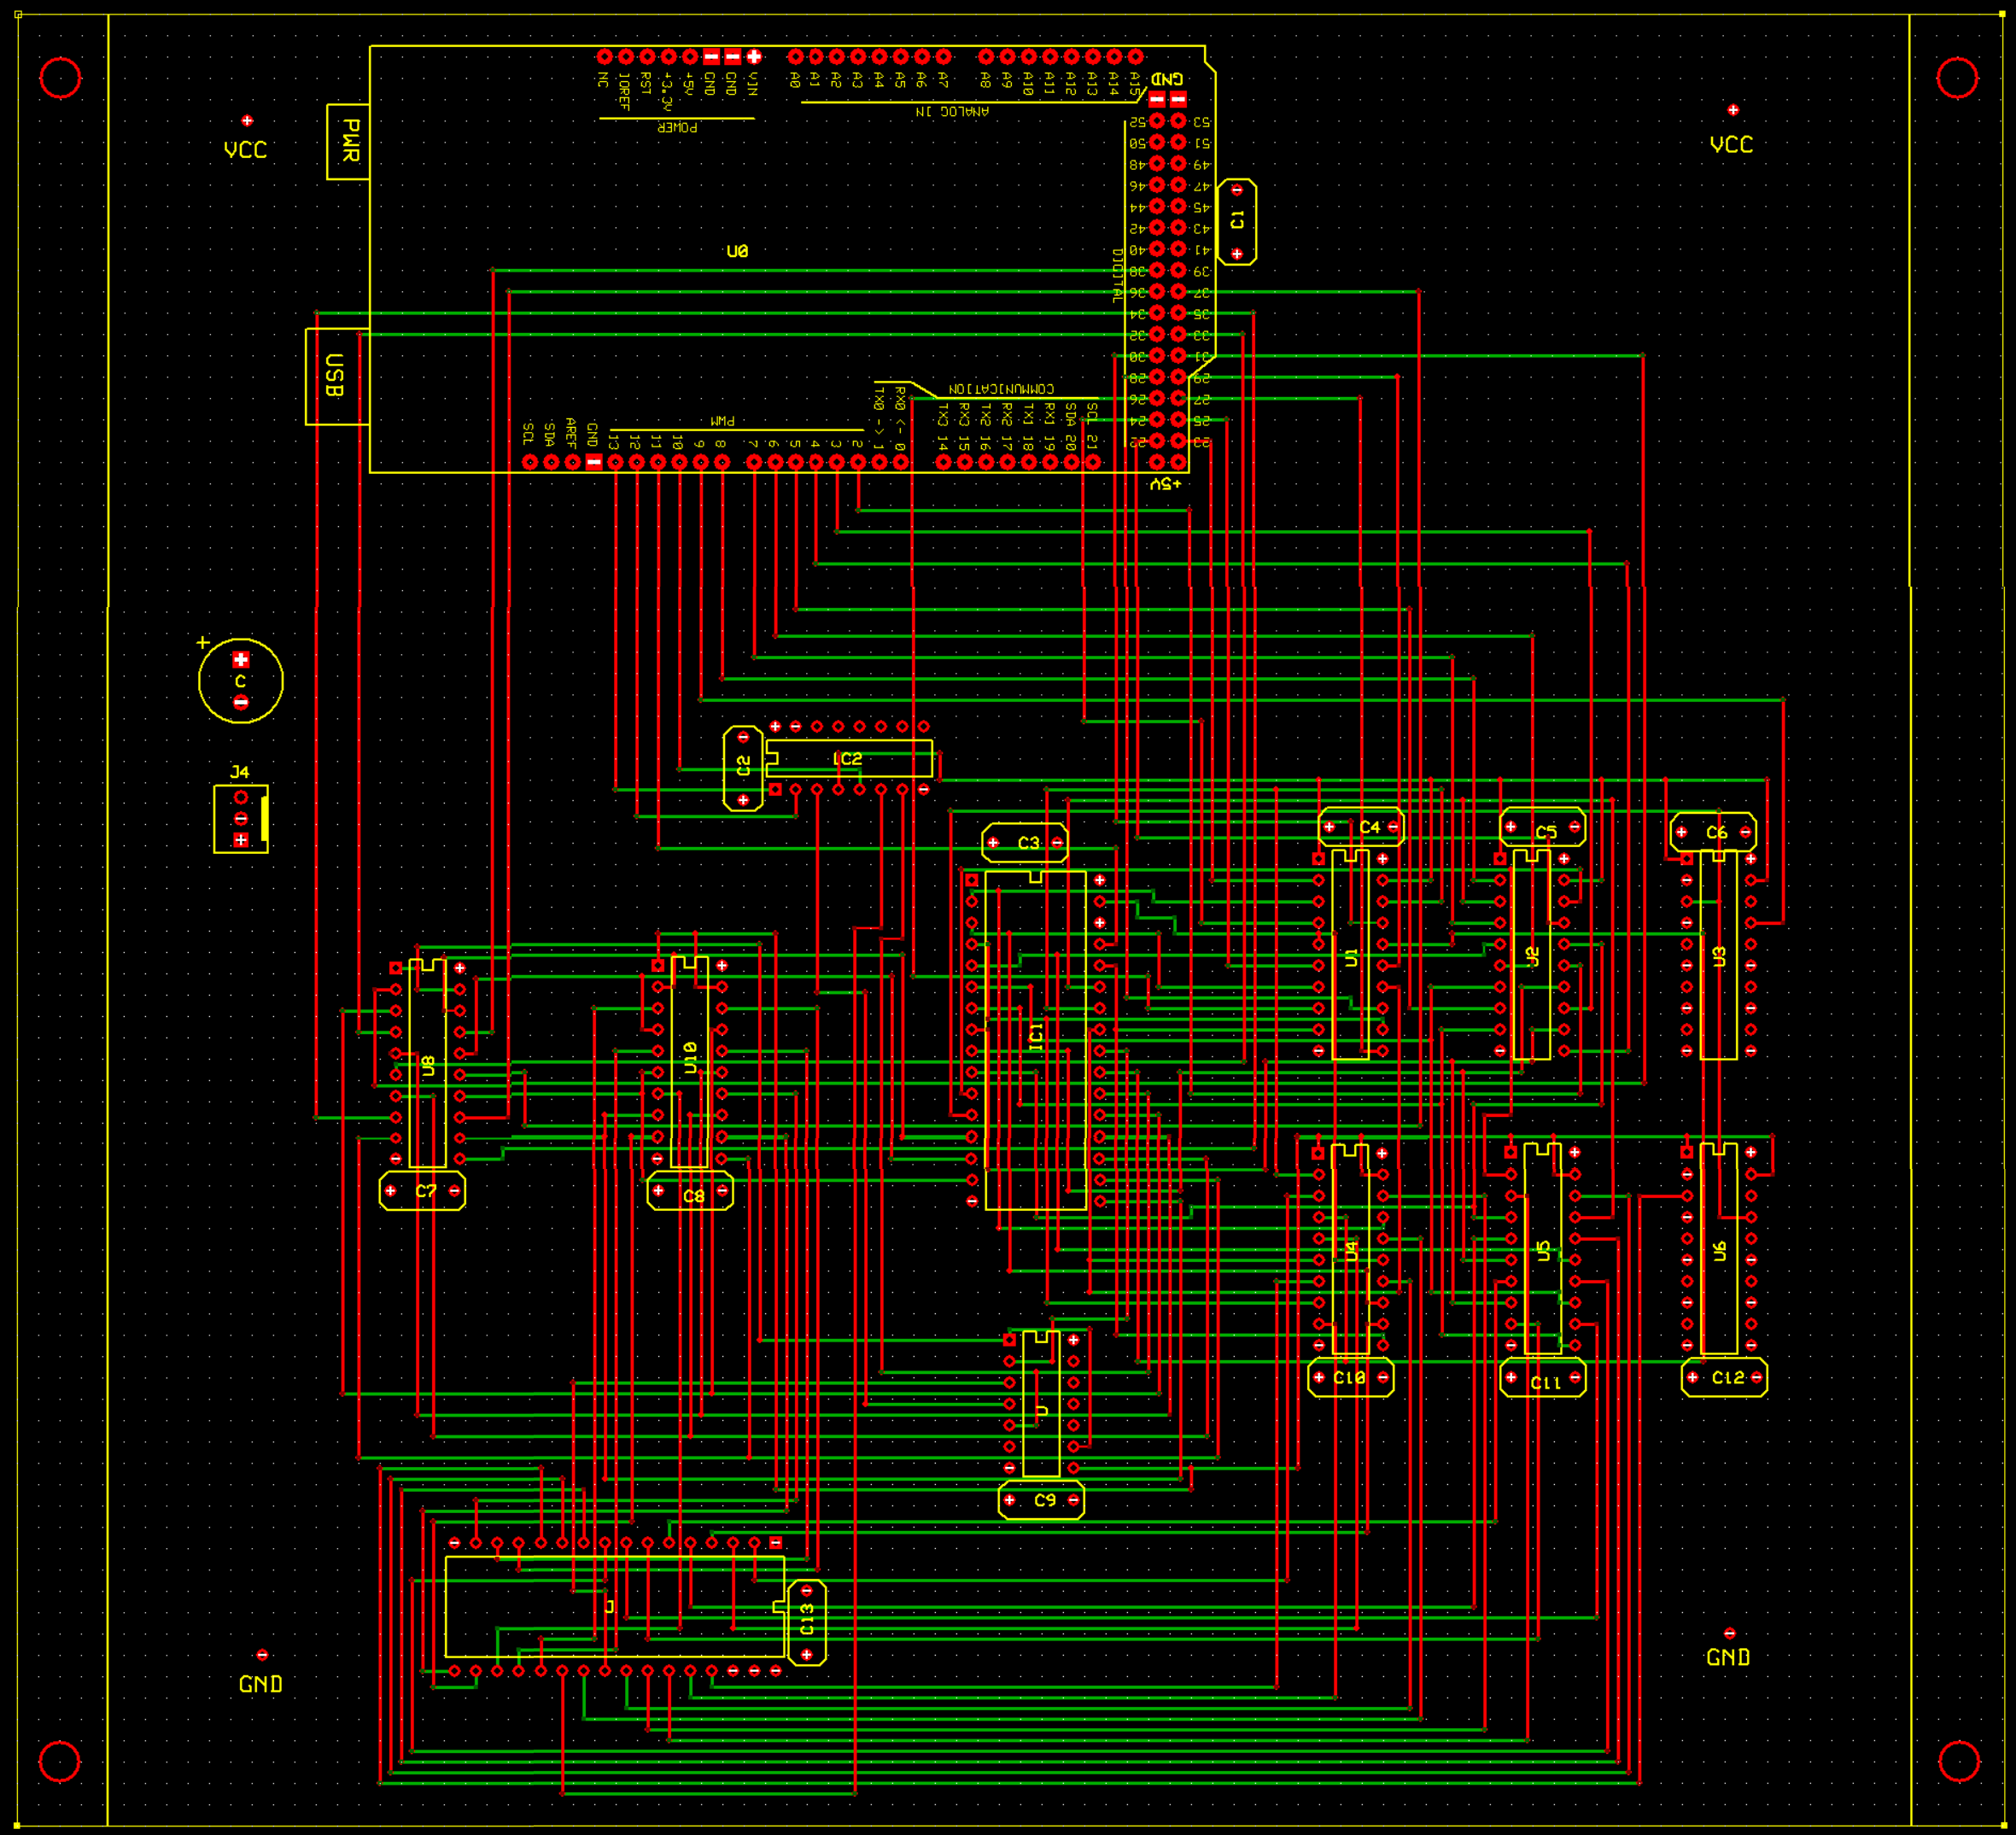 NC
IOREF
RST
+3.3V
+5V
GND
GND
VIN
A0
A1
A2
A3
A4
A5
A6
A7
A8
A9
A10
A11
A12
A13
A14
A15
GND
POWER
ANALOG IN
PWR
VCC
VCC
52 53
50 51
48 49
46 47
44 45
42 43
40 41
38 39
36 37
34 35
32 33
30 31
28 29
26 27
24 25
22 23
DIGITAL
C1
U0
USB
COMMUNICATION
PWM
SCL
SDA
AREF
GND
13
12
11
10
9
8
7
6
5
4
3
2
TX0 -> 1
RX0 <- 0
TX3 14
RX3 15
TX2 16
RX2 17
TX1 18
RX1 19
SDA 20
SCL 21
+5V
+
C
J4
C2
IC2
C3
C4
C5
C6
U1
U2
U3
IC1
U8
U10
C7
C8
U4
U5
U6
C10
C11
C12
C9
C13
GND
GND